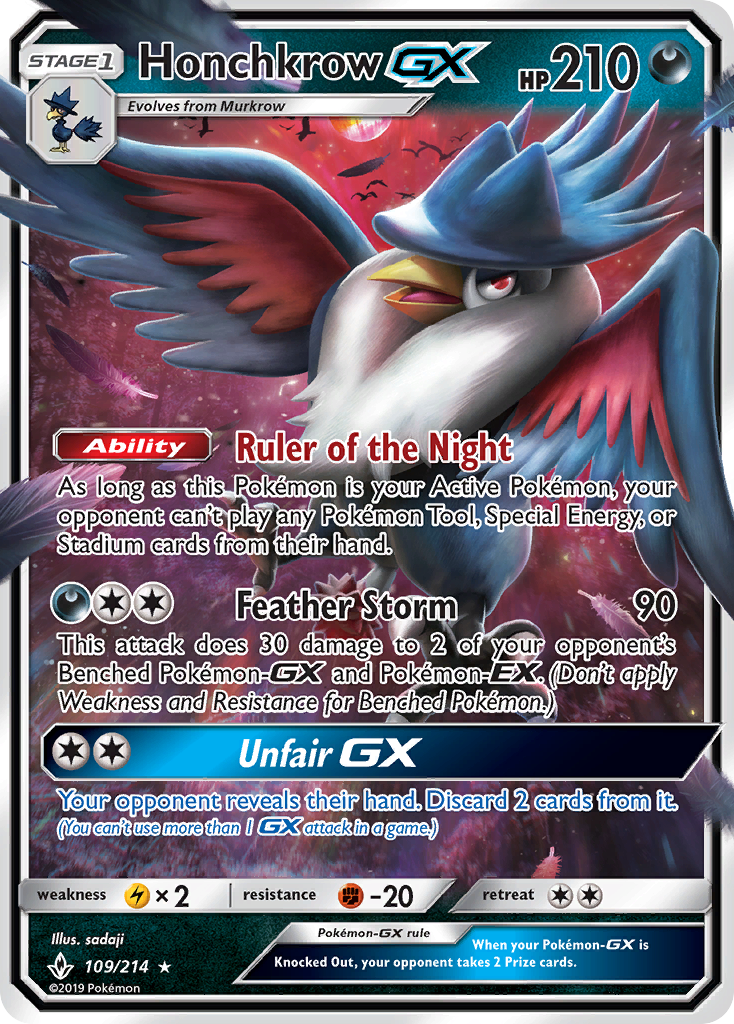 STAGE 1 Honchkrow GX HP 210
Evolves from Murkrow
Ability Ruler of the Night
As long as this Pokémon is your Active Pokémon, your
opponent can't play any Pokémon Tool, Special Energy, or
Stadium cards from their hand.
Feather Storm 90
This attack does 30 damage to 2 of your opponent's
Benched Pokémon-GX and Pokémon-EX. (Don't apply
Weakness and Resistance for Benched Pokémon.)
Unfair GX
Your opponent reveals their hand. Discard 2 cards from it.
(You can't use more than 1 GX attack in a game.)
weakness × 2 resistance -20 retreat
Illus. sadaji
109/214
©2019 Pokémon
Pokémon-GX rule
When your Pokémon-GX is
Knocked Out, your opponent takes 2 Prize cards.